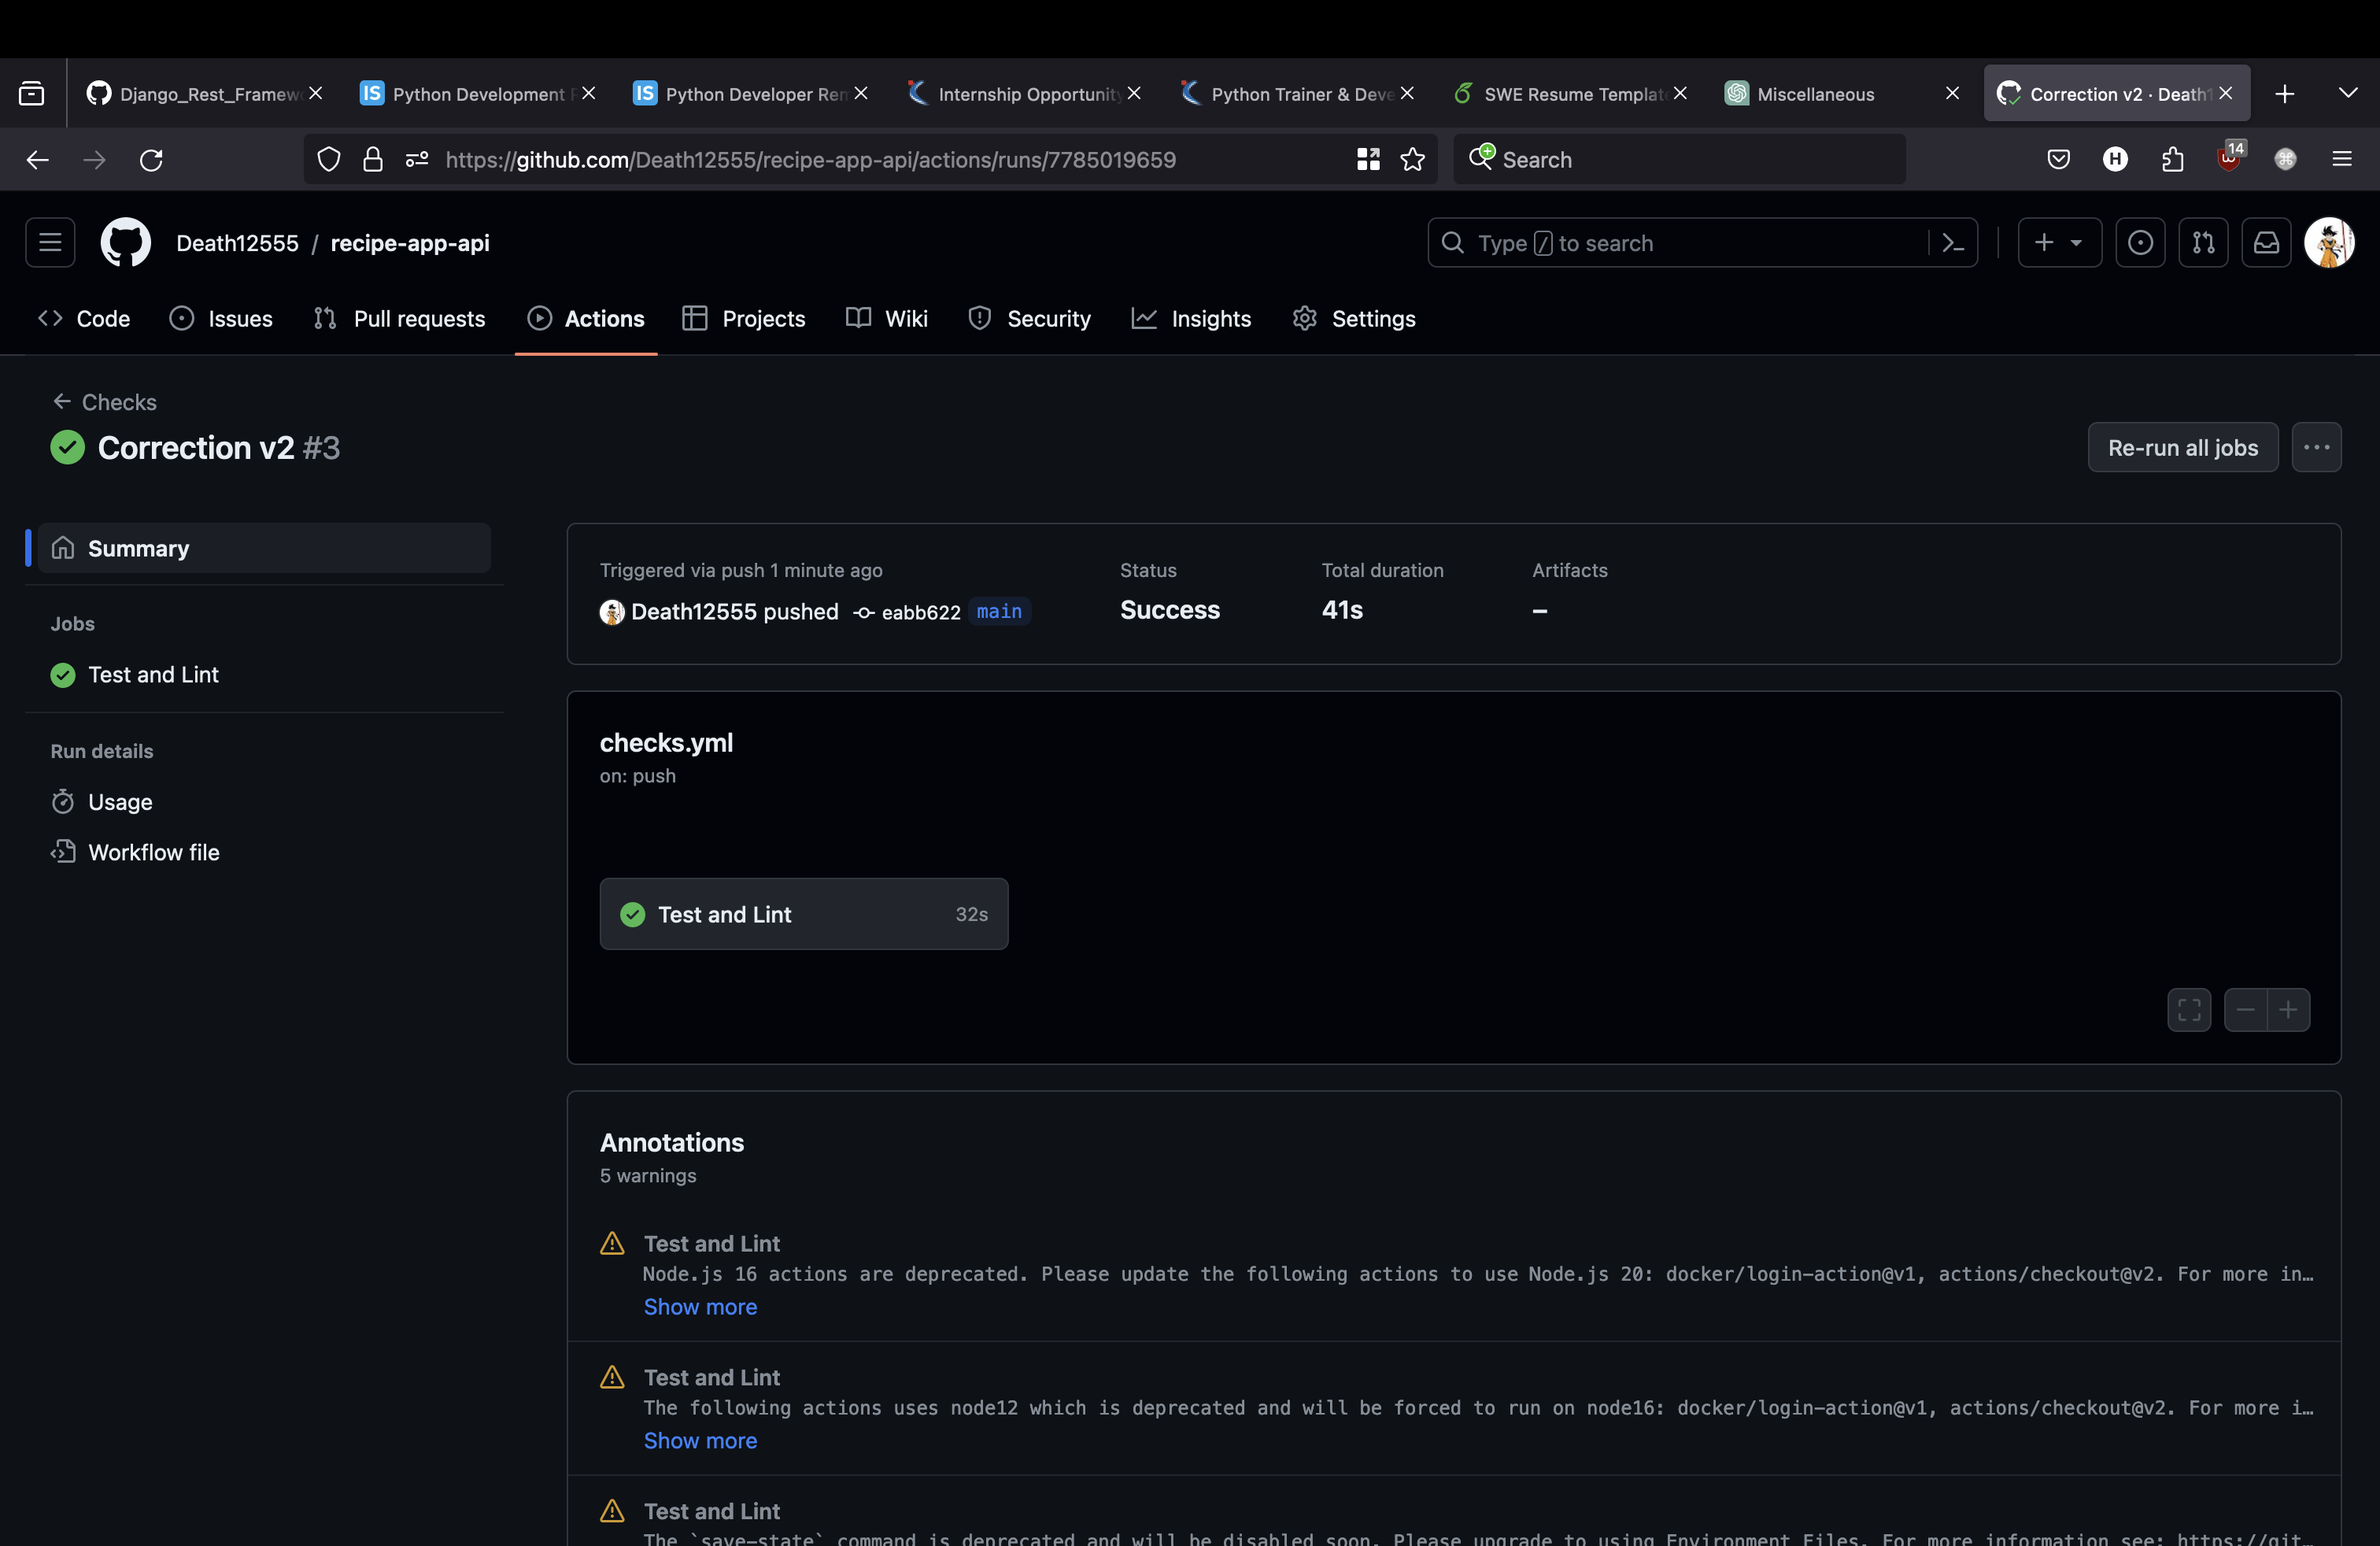 Django_Rest_Framew
Python Development
Python Developer Rem
Internship Opportunity
Python Trainer & Deve
SWE Resume Templat
Miscellaneous
Correction v2 · Death1
https://github.com/Death12555/recipe-app-api/actions/runs/7785019659
Search
14
Death12555 / recipe-app-api
Type / to search
Code
Issues
Pull requests
Actions
Projects
Wiki
Security
Insights
Settings
Checks
Correction v2 #3
Re-run all jobs
Summary
Jobs
Test and Lint
Run details
Usage
Workflow file
Triggered via push 1 minute ago
Death12555 pushed eabb622 main
Status
Success
Total duration
41s
Artifacts
–
checks.yml
on: push
Test and Lint 32s
Annotations
5 warnings
Test and Lint
Node.js 16 actions are deprecated. Please update the following actions to use Node.js 20: docker/login-action@v1, actions/checkout@v2. For more in…
Show more
Test and Lint
The following actions uses node12 which is deprecated and will be forced to run on node16: docker/login-action@v1, actions/checkout@v2. For more i…
Show more
Test and Lint
The `save-state` command is deprecated and will be disabled soon. Please upgrade to using Environment Files. For more information see: https://git…